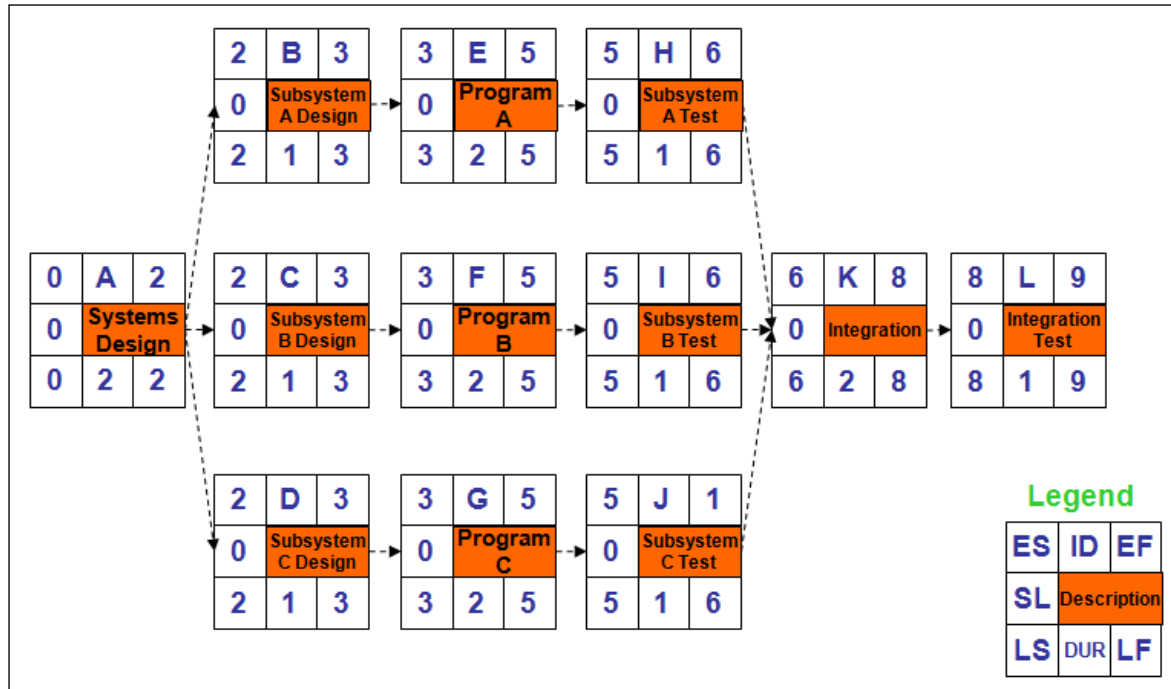 2 B 3
0 Subsystem
A Design
2 1 3
3 E 5
0 Program
A
3 2 5
5 H 6
0 Subsystem
A Test
5 1 6
0 A 2
0 Systems
Design
0 2 2
2 C 3
0 Subsystem
B Design
2 1 3
3 F 5
0 Program
B
3 2 5
5 I 6
0 Subsystem
B Test
5 1 6
6 K 8
0 Integration
6 2 8
8 L 9
0 Integration
Test
8 1 9
2 D 3
0 Subsystem
C Design
2 1 3
3 G 5
0 Program
C
3 2 5
5 J 1
0 Subsystem
C Test
5 1 6
Legend
ES ID EF
SL Description
LS DUR LF